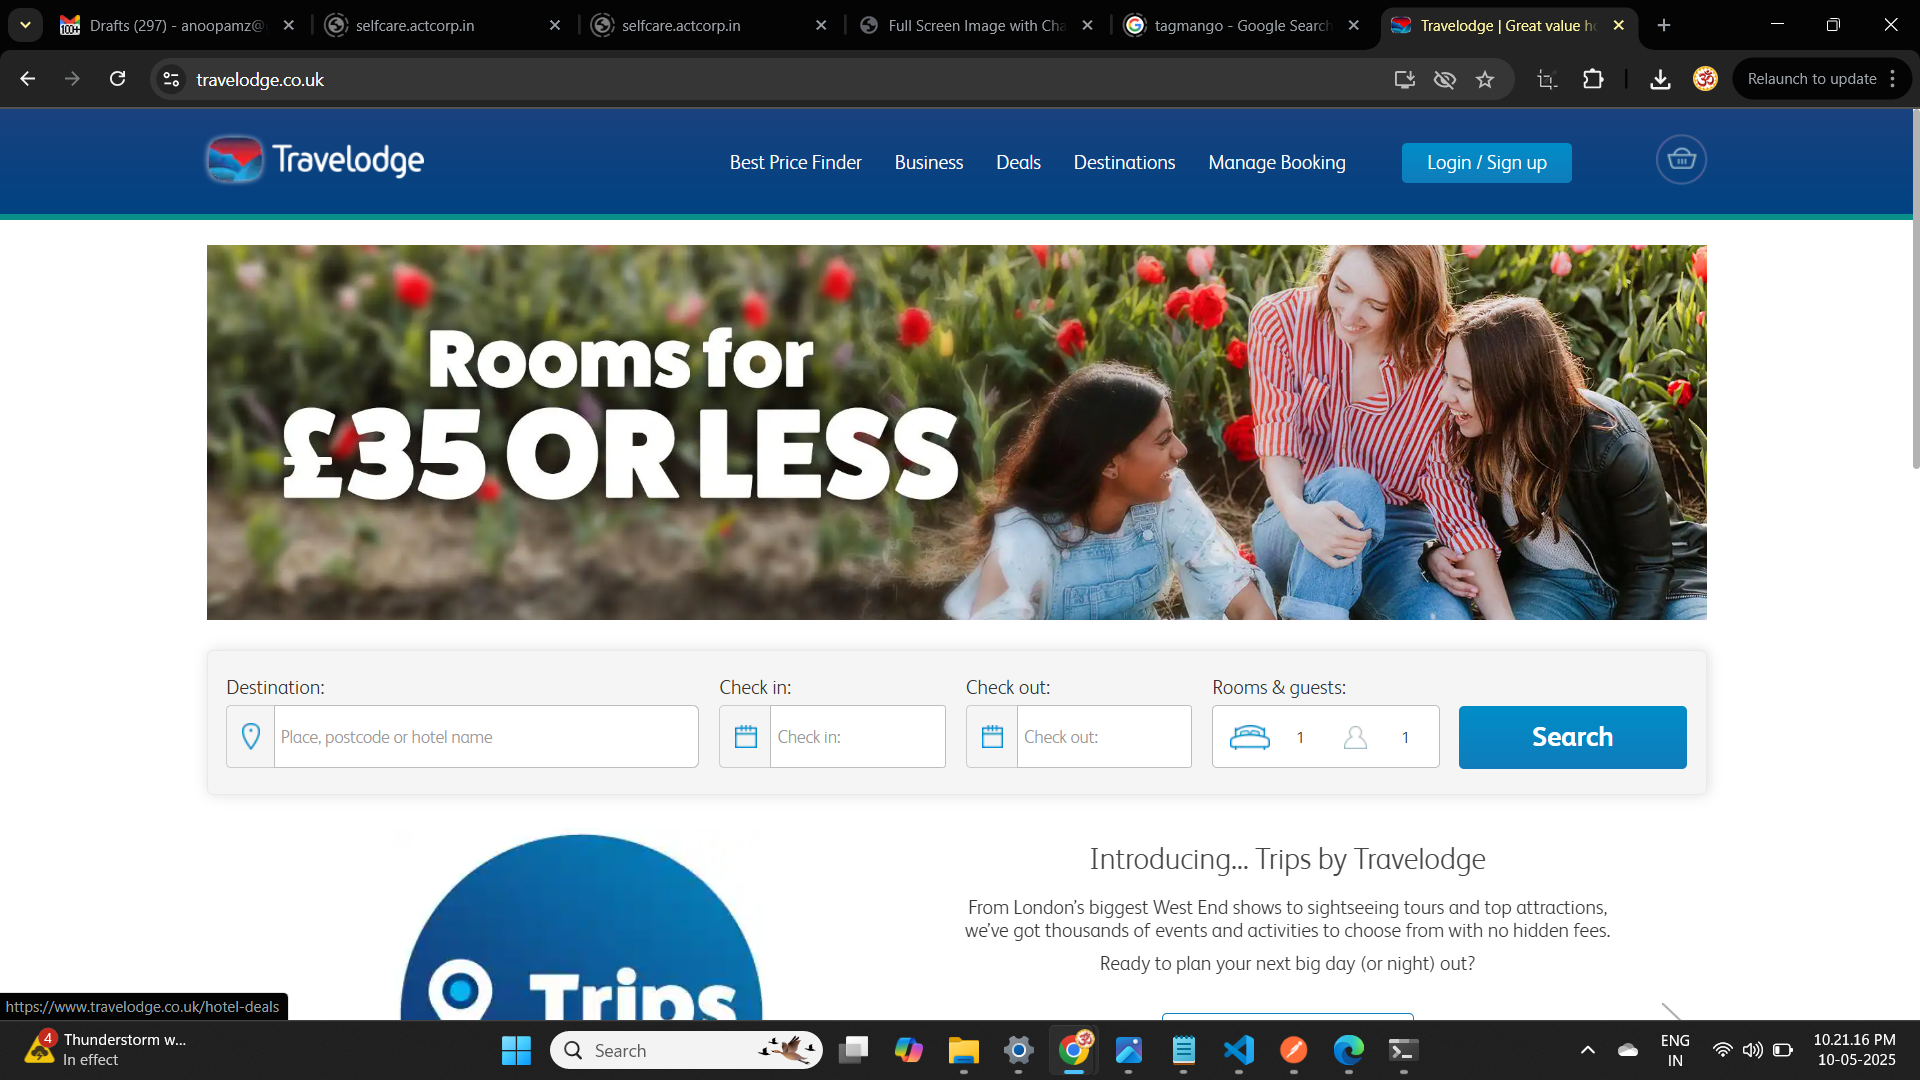 Drafts (297) - anoopamz@
selfcare.actcorp.in
selfcare.actcorp.in
Full Screen Image with Cha
tagmango - Google Search
Travelodge | Great value h
travelodge.co.uk
Relaunch to update
Travelodge
Best Price Finder
Business
Deals
Destinations
Manage Booking
Login / Sign up
Rooms for
£35 OR LESS
Destination:
Check in:
Check out:
Rooms & guests:
Place, postcode or hotel name
Check in:
Check out:
1
1
Search
Introducing... Trips by Travelodge
From London’s biggest West End shows to sightseeing tours and top attractions,
we’ve got thousands of events and activities to choose from with no hidden fees.
Ready to plan your next big day (or night) out?
Trips
https://www.travelodge.co.uk/hotel-deals
4
Thunderstorm w...
In effect
Search
ENG
IN
10.21.16 PM
10-05-2025